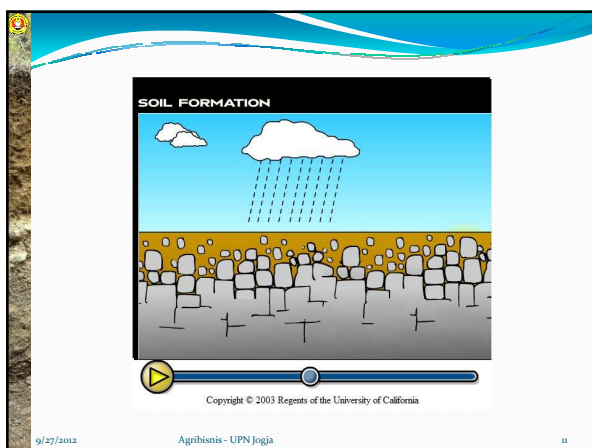 SOIL FORMATION
Copyright © 2003 Regents of the University of California
9/27/2012 Agribisnis - UPN Jogja 11